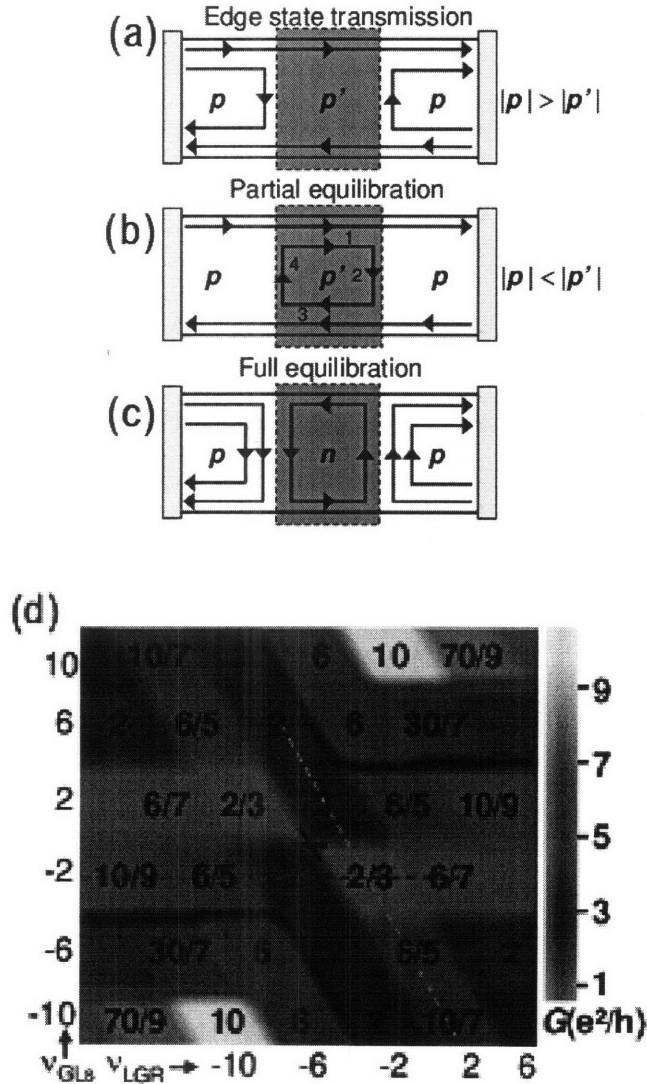 Edge state transmission
(a)
p p' p |p| > |p'|
Partial equilibration
(b)
1
4
p p' 2 p |p| < |p'|
3
Full equilibration
(c)
p n p
(d)
10 10/7 6 10 70/9
6 6/5 6 30/7
2 6/7 2/3 6/5 10/9
-2 10/9 6/5 2/3 6/7
-6 30/7 6 6/5
-10 70/9 10 10/7
9
7
5
3
1
G(e²/h)
νGLs νLGR -10 -6 -2 2 6